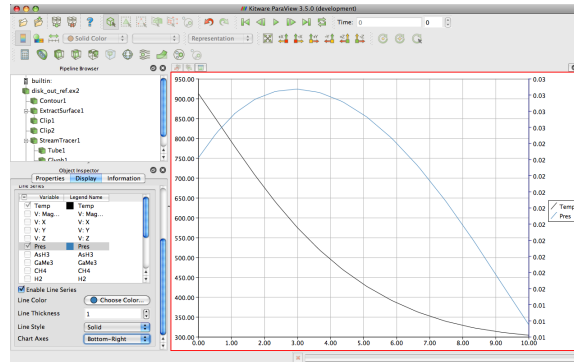 Kitware ParaView 3.5.0 (development)
Time: 0 0
Solid Color Representation
Pipeline Browser
builtin:
disk_out_ref.ex2
Contour1
ExtractSurface1
Clip1
Clip2
StreamTracer1
Tube1
Glyph1
Object Inspector
Properties Display Information
Line Series
Variable Legend Name
Temp Temp
V: Mag... V: Mag...
V: X V: X
V: Y V: Y
V: Z V: Z
Pres Pres
AsH3 AsH3
GaMe3 GaMe3
CH4 CH4
H2 H2
Enable Line Series
Line Color Choose Color...
Line Thickness 1
Line Style Solid
Chart Axes Bottom-Right
950.00
900.00
850.00
800.00
750.00
700.00
650.00
600.00
550.00
500.00
450.00
400.00
350.00
300.00
0.00 1.00 2.00 3.00 4.00 5.00 6.00 7.00 8.00 9.00 10.00
0.03
0.03
0.03
0.03
0.02
0.02
0.02
0.02
0.02
0.02
0.01
0.01
0.01
Temp
Pres